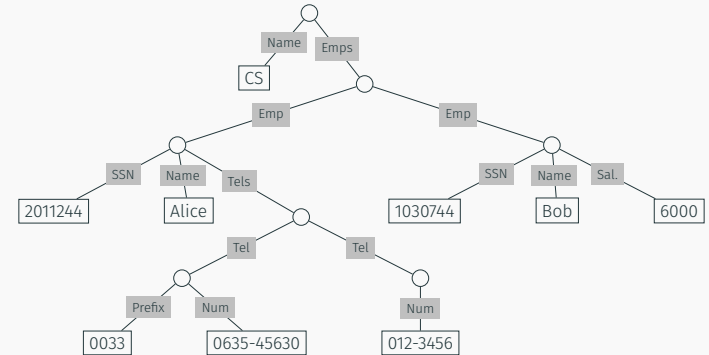 Name
Emps
CS
Emp
Emp
SSN
Name
Tels
SSN
Name
Sal.
2011244
Alice
1030744
Bob
6000
Tel
Tel
Prefix
Num
Num
0033
0635-45630
012-3456